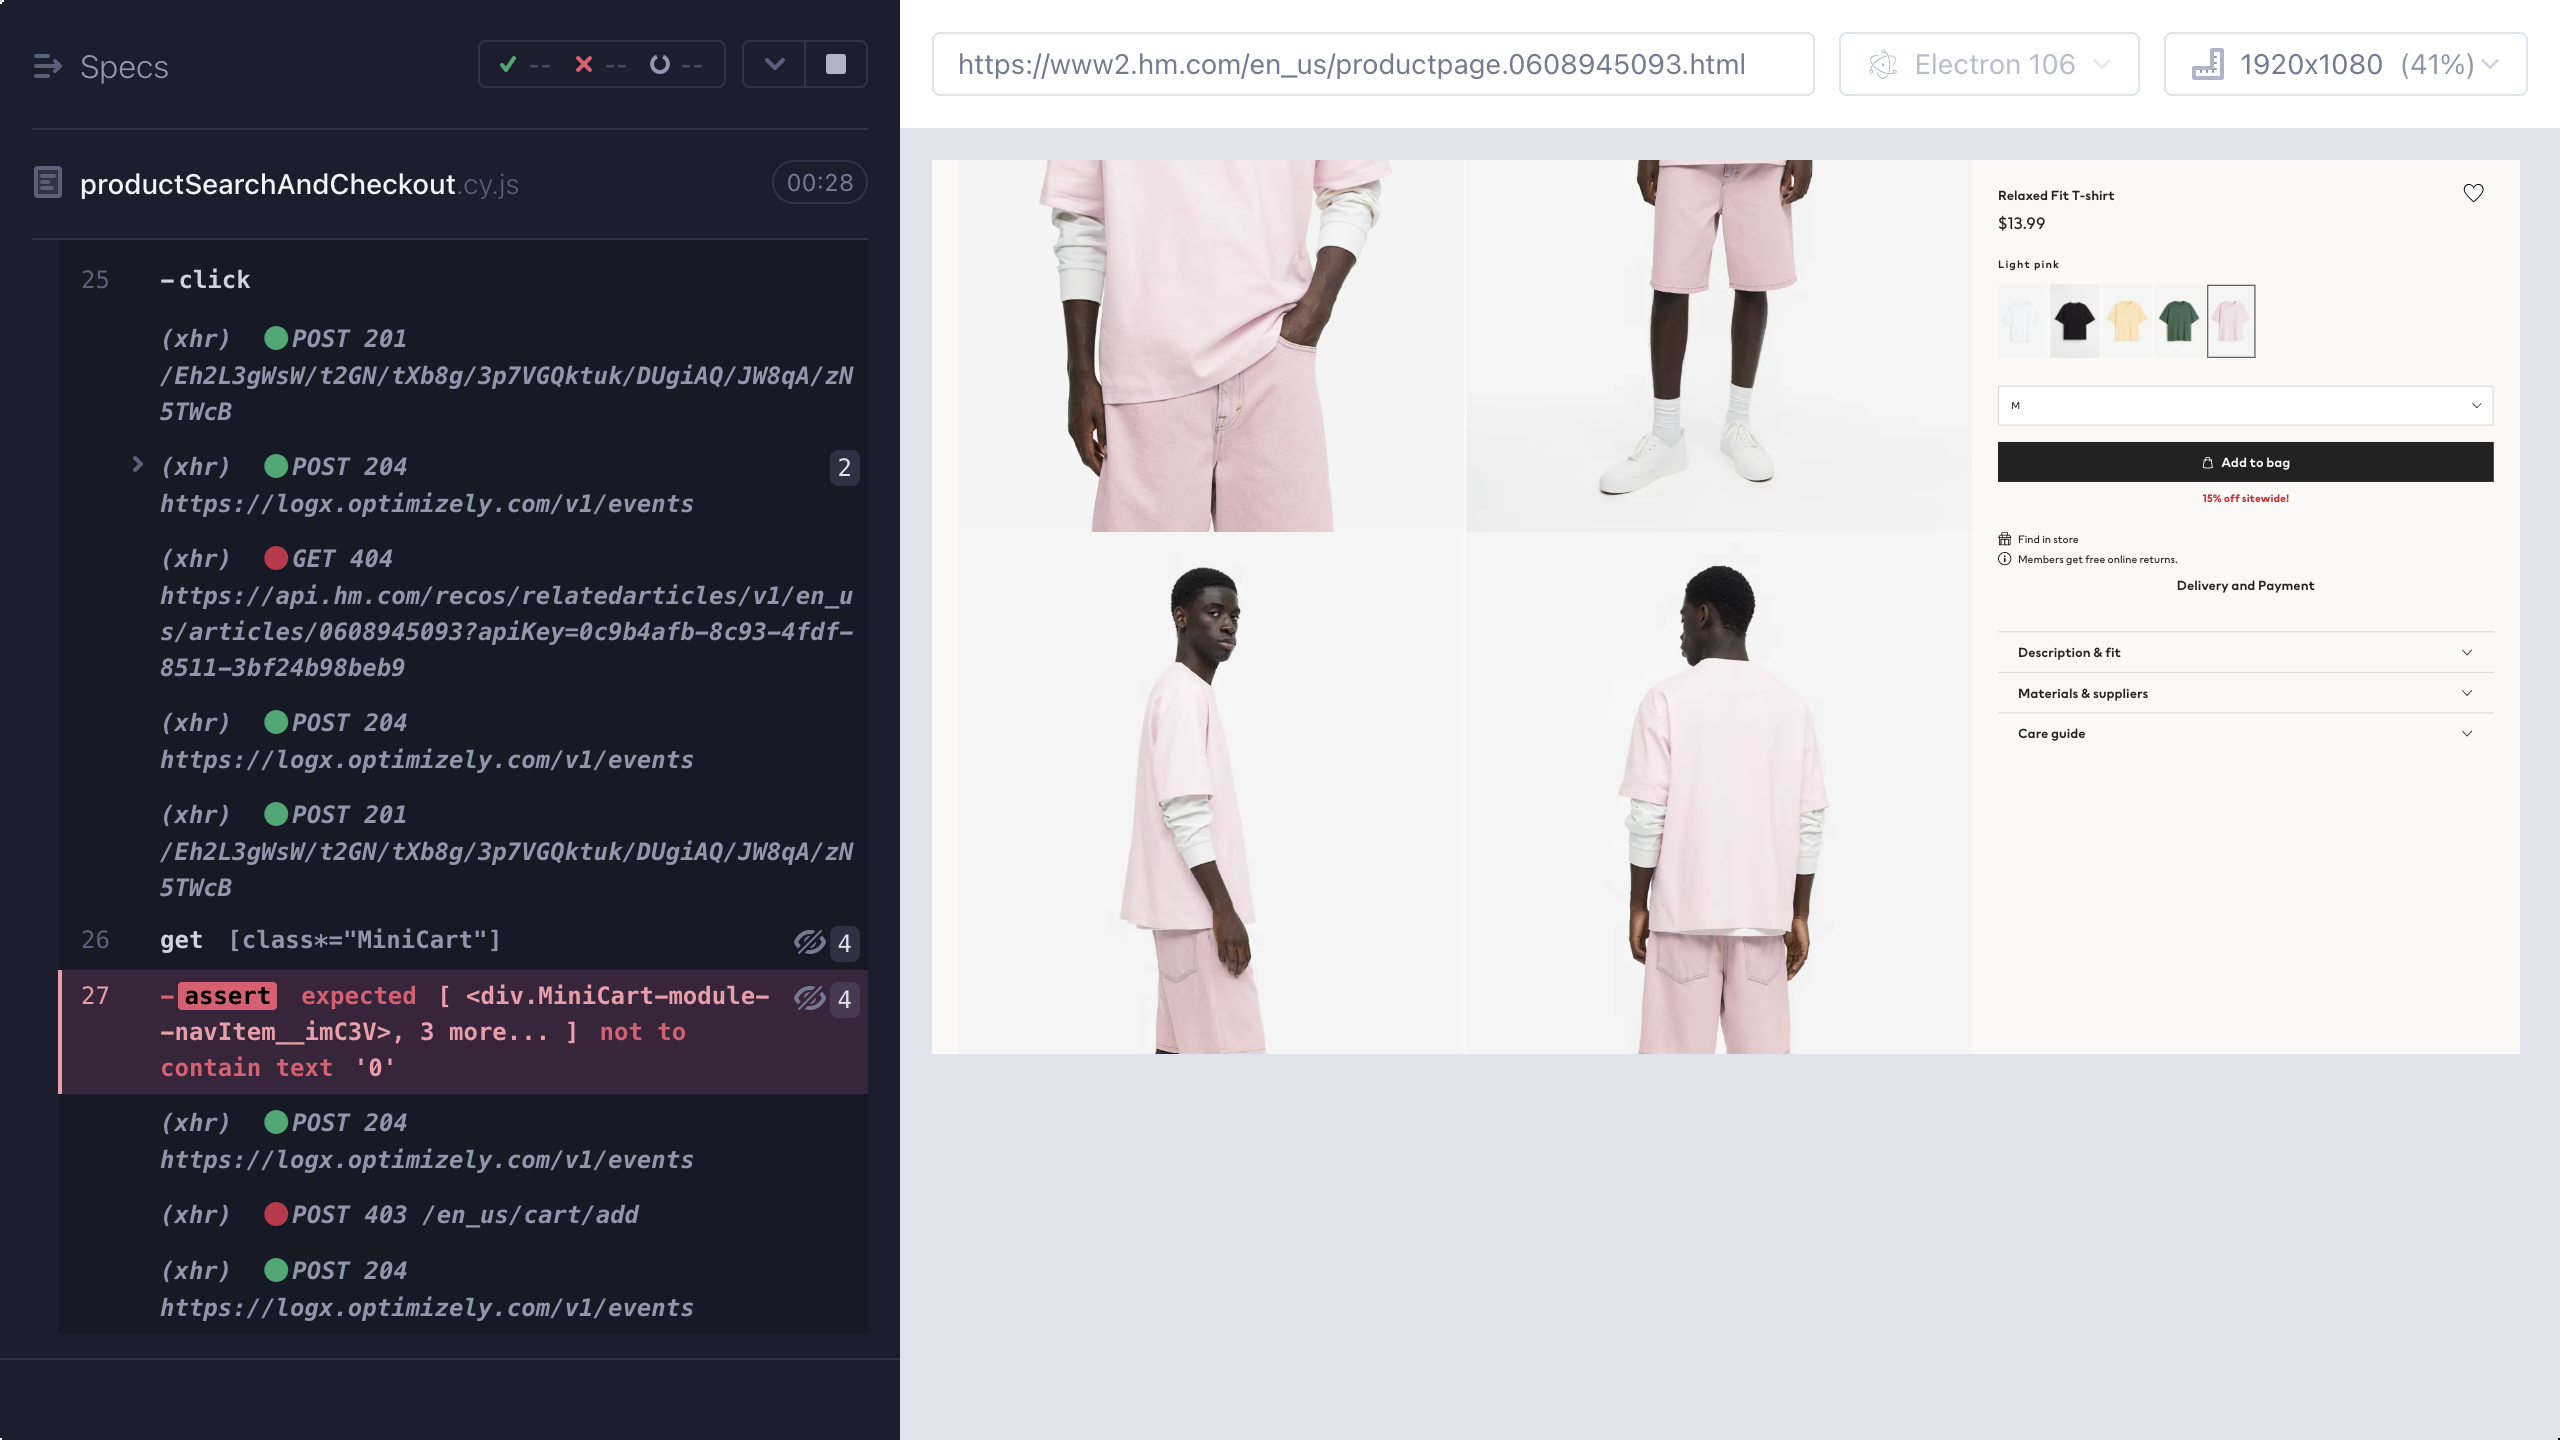 Specs
-- -- --
productSearchAndCheckout.cy.js
00:28
25 -click
(xhr) POST 201
/Eh2L3gWsW/t2GN/tXb8g/3p7VGQktuk/DUgiAQ/JW8qA/zN
5TWcB
(xhr) POST 204 2
https://logx.optimizely.com/v1/events
(xhr) GET 404
https://api.hm.com/recos/relatedarticles/v1/en_u
s/articles/0608945093?apiKey=0c9b4afb-8c93-4fdf-
8511-3bf24b98beb9
(xhr) POST 204
https://logx.optimizely.com/v1/events
(xhr) POST 201
/Eh2L3gWsW/t2GN/tXb8g/3p7VGQktuk/DUgiAQ/JW8qA/zN
5TWcB
26 get [class*="MiniCart"] 4
27 -assert expected [ <div.MiniCart-module- 4
-navItem__imC3V>, 3 more... ] not to
contain text '0'
(xhr) POST 204
https://logx.optimizely.com/v1/events
(xhr) POST 403 /en_us/cart/add
(xhr) POST 204
https://logx.optimizely.com/v1/events
https://www2.hm.com/en_us/productpage.0608945093.html
Electron 106
1920x1080 (41%)
Relaxed Fit T-shirt
$13.99
Light pink
M
Add to bag
15% off sitewide!
Find in store
Members get free online returns.
Delivery and Payment
Description & fit
Materials & suppliers
Care guide